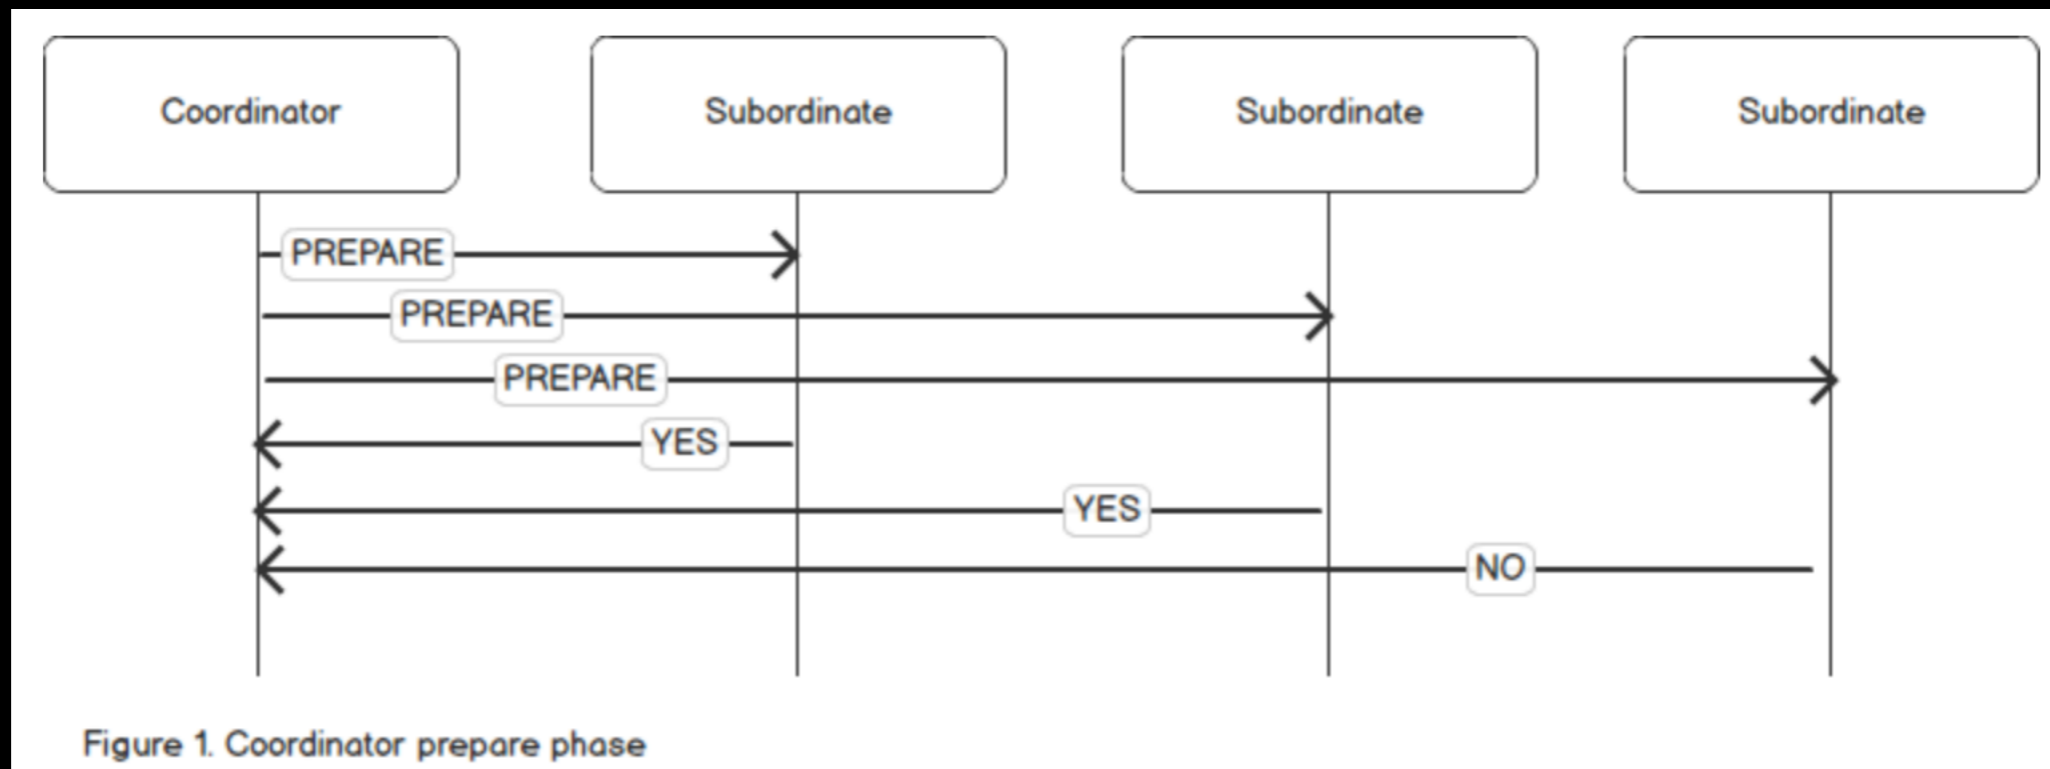 Coordinator
Subordinate
Subordinate
Subordinate
PREPARE
PREPARE
PREPARE
YES
YES
NO
Figure 1. Coordinator prepare phase